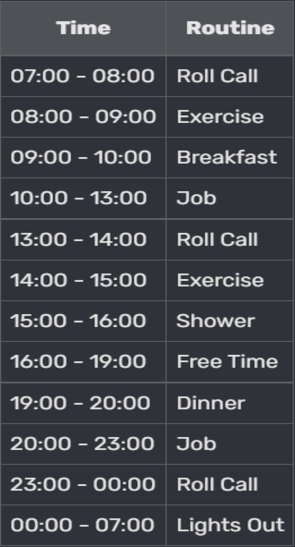 Time Routine
07:00 - 08:00 Roll Call
08:00 - 09:00 Exercise
09:00 - 10:00 Breakfast
10:00 - 13:00 Job
13:00 - 14:00 Roll Call
14:00 - 15:00 Exercise
15:00 - 16:00 Shower
16:00 - 19:00 Free Time
19:00 - 20:00 Dinner
20:00 - 23:00 Job
23:00 - 00:00 Roll Call
00:00 - 07:00 Lights Out